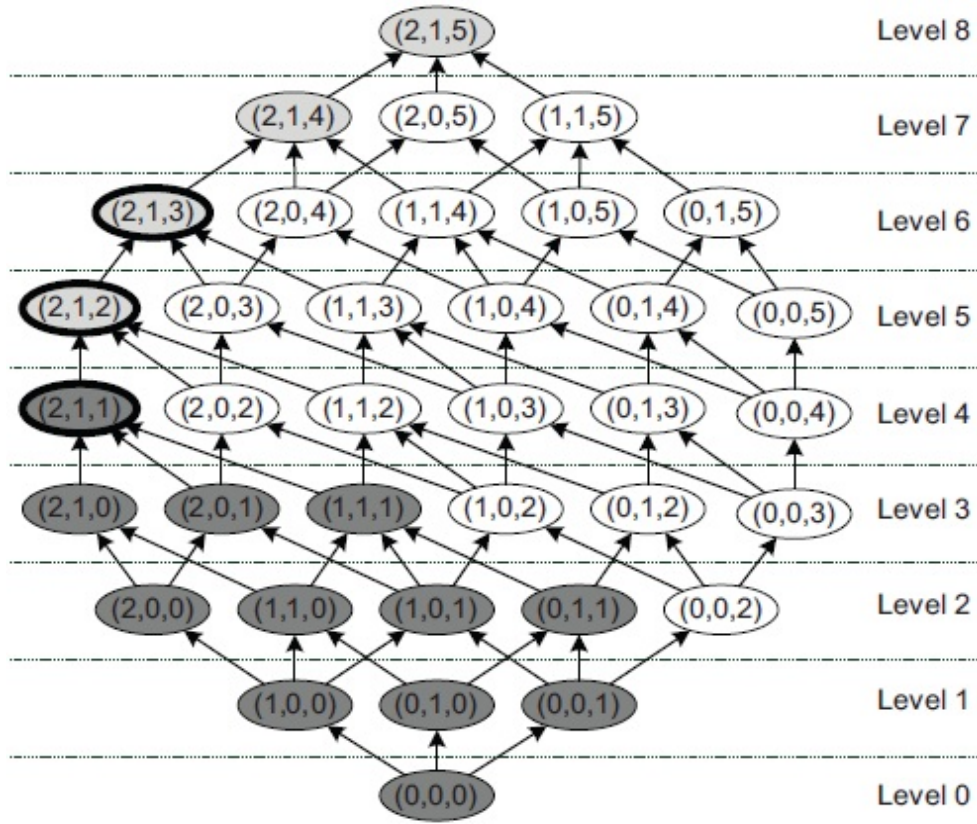 (2,1,5) Level 8
(2,1,4) (2,0,5) (1,1,5) Level 7
(2,1,3) (2,0,4) (1,1,4) (1,0,5) (0,1,5) Level 6
(2,1,2) (2,0,3) (1,1,3) (1,0,4) (0,1,4) (0,0,5) Level 5
(2,1,1) (2,0,2) (1,1,2) (1,0,3) (0,1,3) (0,0,4) Level 4
(2,1,0) (2,0,1) (1,1,1) (1,0,2) (0,1,2) (0,0,3) Level 3
(2,0,0) (1,1,0) (1,0,1) (0,1,1) (0,0,2) Level 2
(1,0,0) (0,1,0) (0,0,1) Level 1
(0,0,0) Level 0